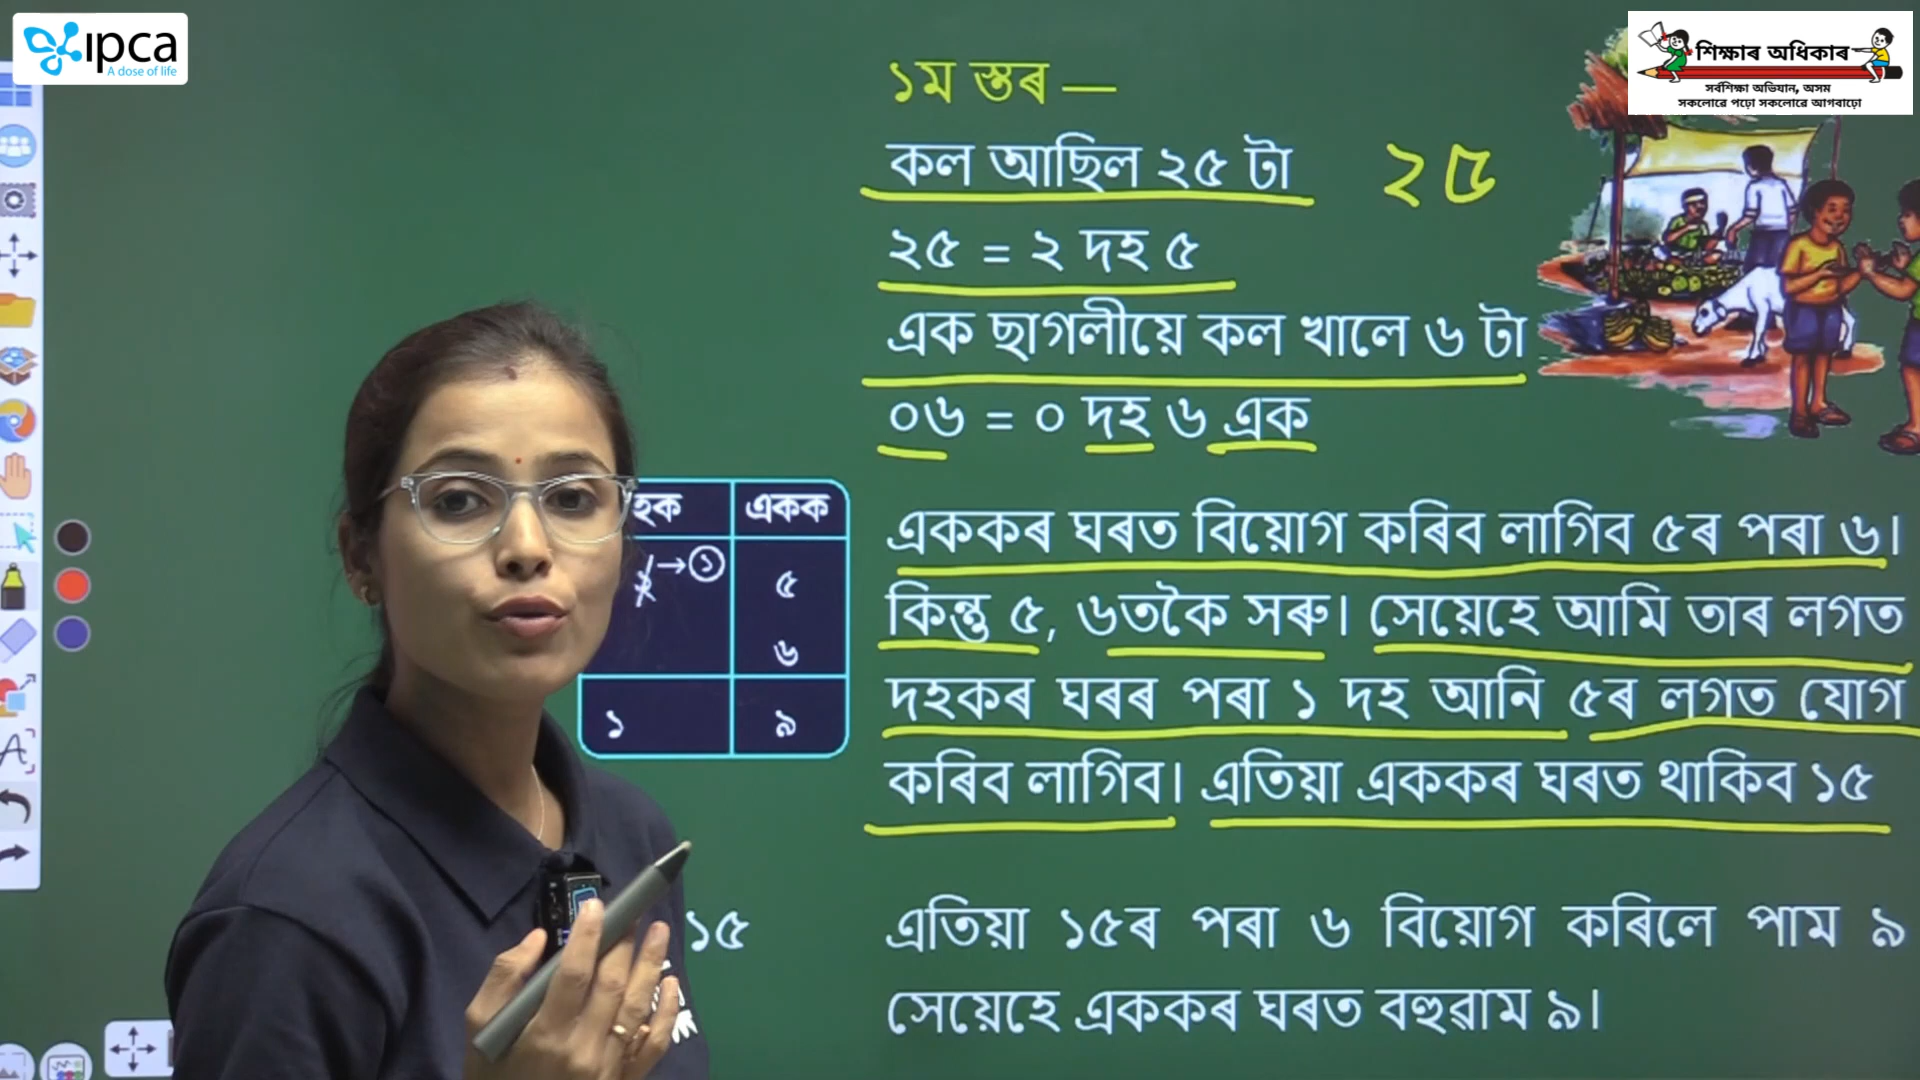 ipca
A dose of life
শিক্ষাৰ অধিকাৰ
সৰ্বশিক্ষা অভিযান, অসম
সকলোৱে পঢ়ো সকলোৱে আগবাঢ়ো
১ম স্তৰ —
কল আছিল ২৫ টা ২৫
২৫ = ২ দহ ৫
এক ছাগলীয়ে কল খালে ৬ টা
০৬ = ০ দহ ৬ এক
হক একক
২ → ১ ৫
৬
১ ৯
এককৰ ঘৰত বিয়োগ কৰিব লাগিব ৫ৰ পৰা ৬।
কিন্তু ৫, ৬তকৈ সৰু। সেয়েহে আমি তাৰ লগত
দহকৰ ঘৰৰ পৰা ১ দহ আনি ৫ৰ লগত যোগ
কৰিব লাগিব। এতিয়া এককৰ ঘৰত থাকিব ১৫
১৫
এতিয়া ১৫ৰ পৰা ৬ বিয়োগ কৰিলে পাম ৯
সেয়েহে এককৰ ঘৰত বহুৱাম ৯।